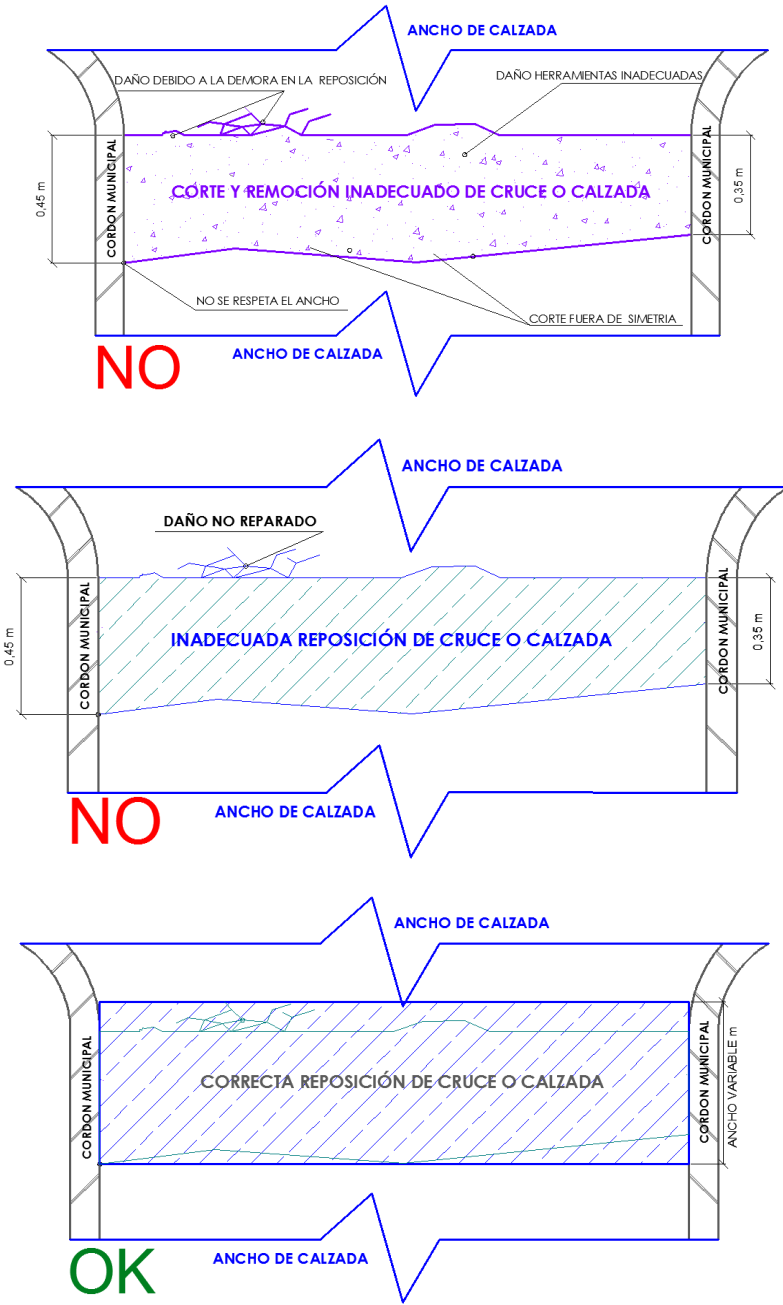 ANCHO DE CALZADA
DAÑO DEBIDO A LA DEMORA EN LA REPOSICIÓN
DAÑO HERRAMIENTAS INADECUADAS
0,45 m
CORDON MUNICIPAL
CORTE Y REMOCIÓN INADECUADO DE CRUCE O CALZADA
CORDON MUNICIPAL
0,35 m
NO SE RESPETA EL ANCHO
CORTE FUERA DE SIMETRIA
NO
ANCHO DE CALZADA
ANCHO DE CALZADA
DAÑO NO REPARADO
0,45 m
CORDON MUNICIPAL
INADECUADA REPOSICIÓN DE CRUCE O CALZADA
CORDON MUNICIPAL
0,35 m
NO
ANCHO DE CALZADA
ANCHO DE CALZADA
CORDON MUNICIPAL
CORRECTA REPOSICIÓN DE CRUCE O CALZADA
CORDON MUNICIPAL
ANCHO VARIABLE m
OK
ANCHO DE CALZADA